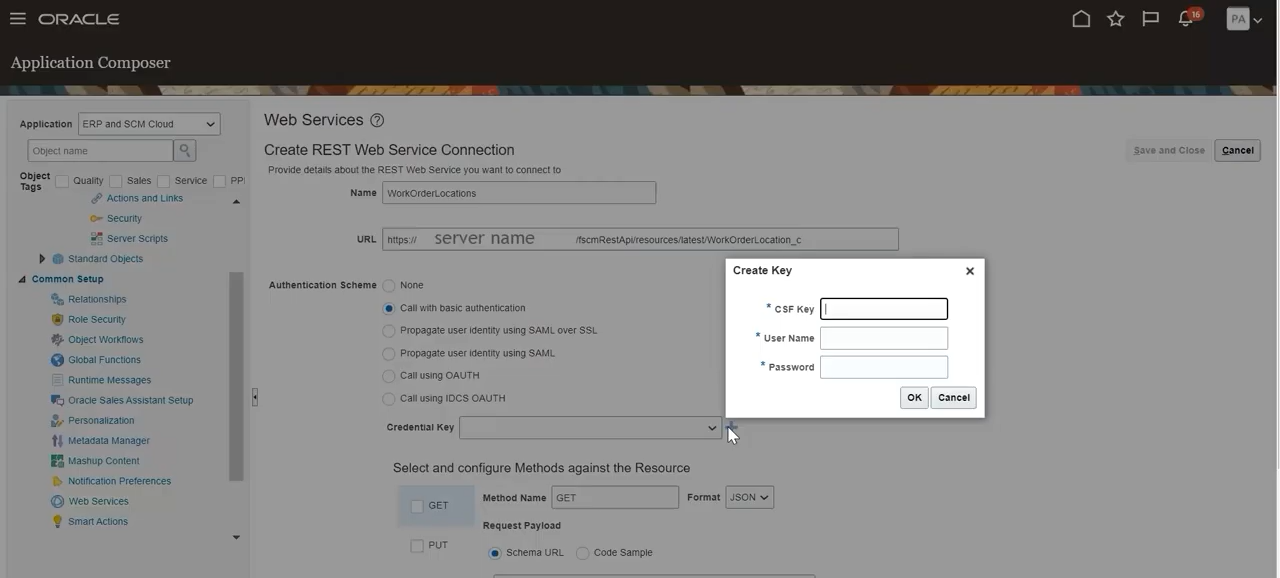 ORACLE
16
PA
Application Composer
Application ERP and SCM Cloud
Object name
Object Tags Quality Sales Service
Actions and Links
Security
Server Scripts
Standard Objects
Common Setup
Relationships
Role Security
Object Workflows
Global Functions
Runtime Messages
Oracle Sales Assistant Setup
Personalization
Metadata Manager
Mashup Content
Notification Preferences
Web Services
Smart Actions
Web Services
Create REST Web Service Connection
Save and Close Cancel
Provide details about the REST Web Service you want to connect to
Name WorkOrderLocations
URL https:// server name /fscmRestApi/resources/latest/WorkOrderLocation_c
Authentication Scheme None
Call with basic authentication
Propagate user identity using SAML over SSL
Propagate user identity using SAML
Call using OAUTH
Call using IDCS OAUTH
Credential Key
Create Key
* CSF Key
* User Name
* Password
OK Cancel
Select and configure Methods against the Resource
GET Method Name GET Format JSON
Request Payload
PUT
Schema URL Code Sample